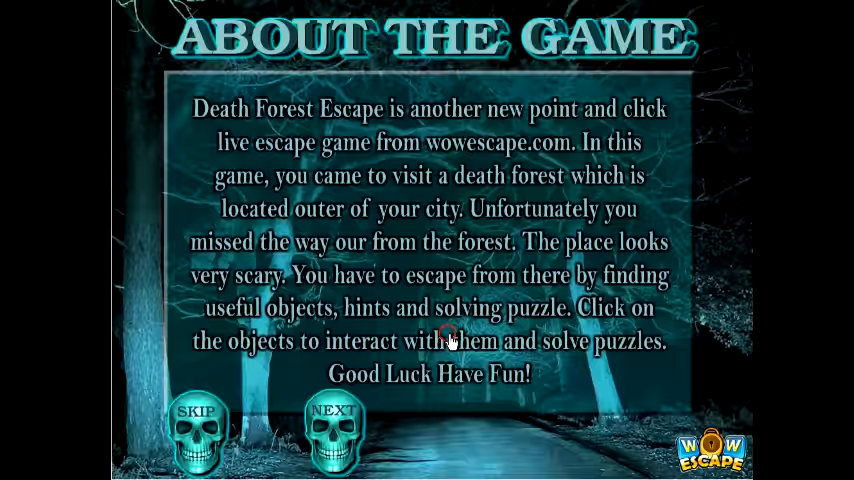 ABOUT THE GAME
Death Forest Escape is another new point and click
live escape game from wowescape.com. In this
game, you came to visit a death forest which is
located outer of your city. Unfortunately you
missed the way our from the forest. The place looks
very scary. You have to escape from there by finding
useful objects, hints and solving puzzle. Click on
the objects to interact with them and solve puzzles.
Good Luck Have Fun!
SKIP
NEXT
WOW
ESCAPE